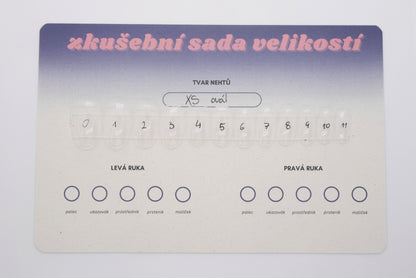 zkušební sada velikostí
TVAR NEHTŮ
XS ovál
0 1 2 3 4 5 6 7 8 9 10 11
LEVÁ RUKA PRAVÁ RUKA
palec ukazovák prostředník prsteník malíček palec ukazovák prostředník prsteník malíček